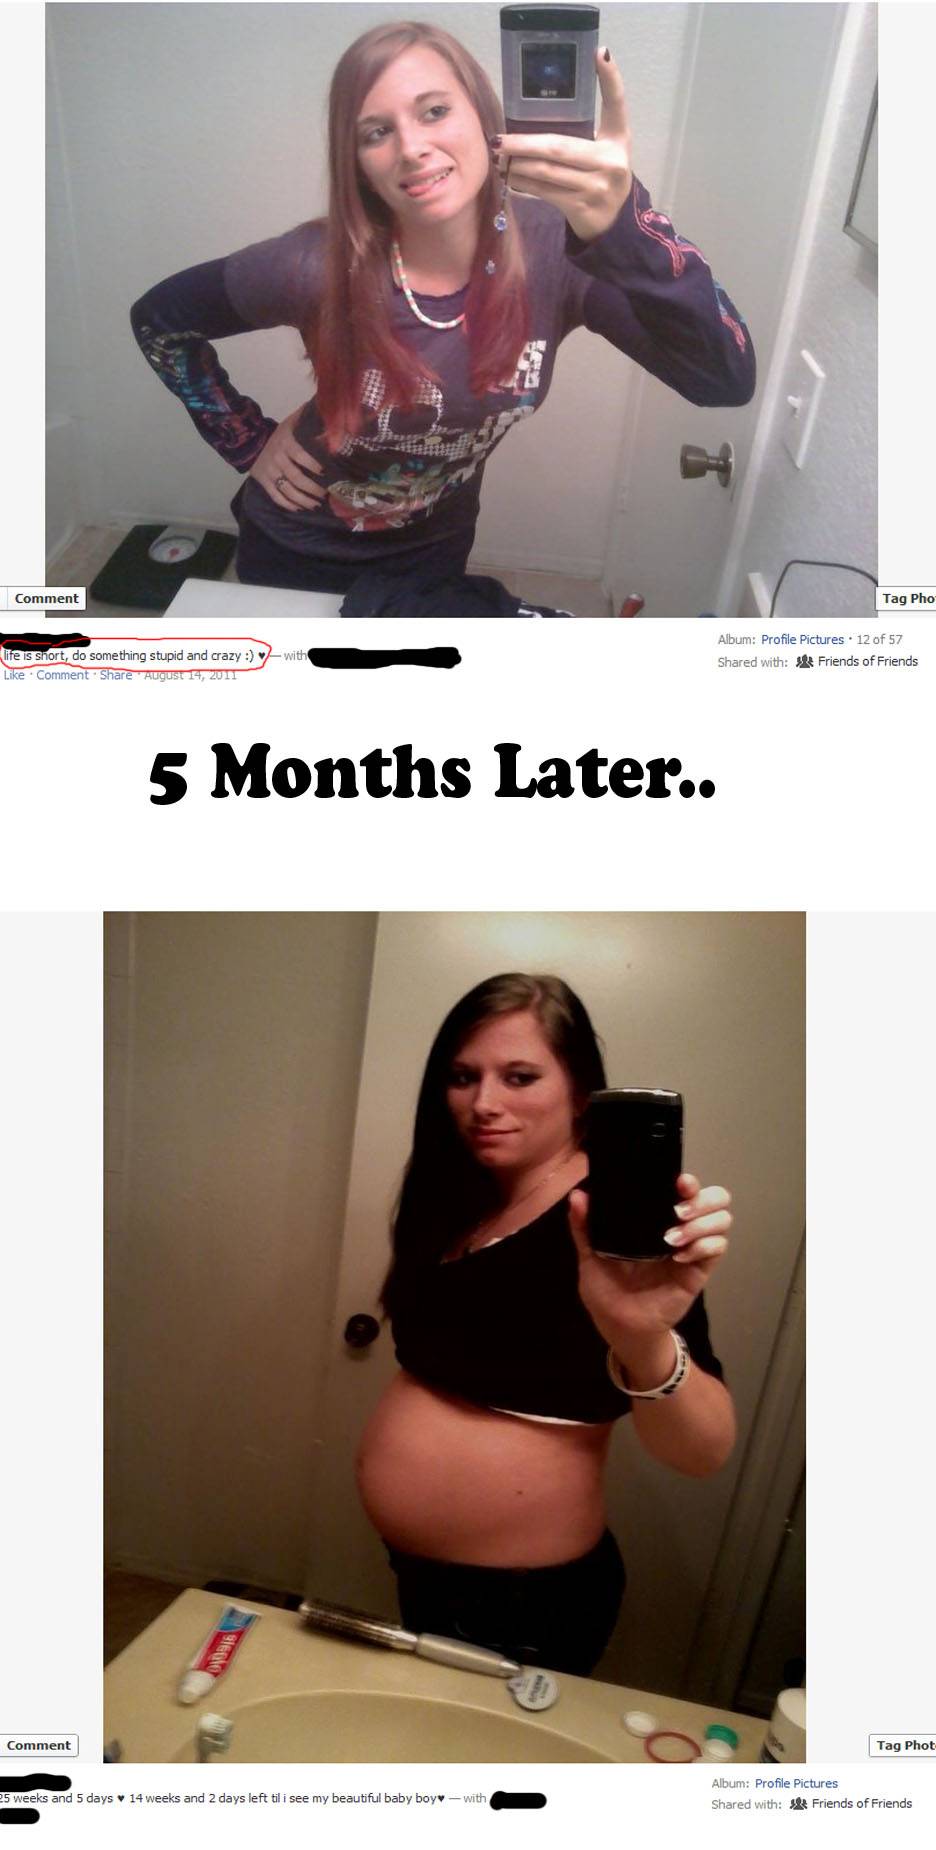 Comment
Tag Pho
life is short, do something stupid and crazy :) ♥ — with
Like · Comment · Share · August 14, 2011
Album: Profile Pictures · 12 of 57
Shared with: Friends of Friends
5 Months Later..
Colgate
Comment
Tag Phot
25 weeks and 5 days ♥ 14 weeks and 2 days left til i see my beautiful baby boy♥ — with
Album: Profile Pictures
Shared with: Friends of Friends